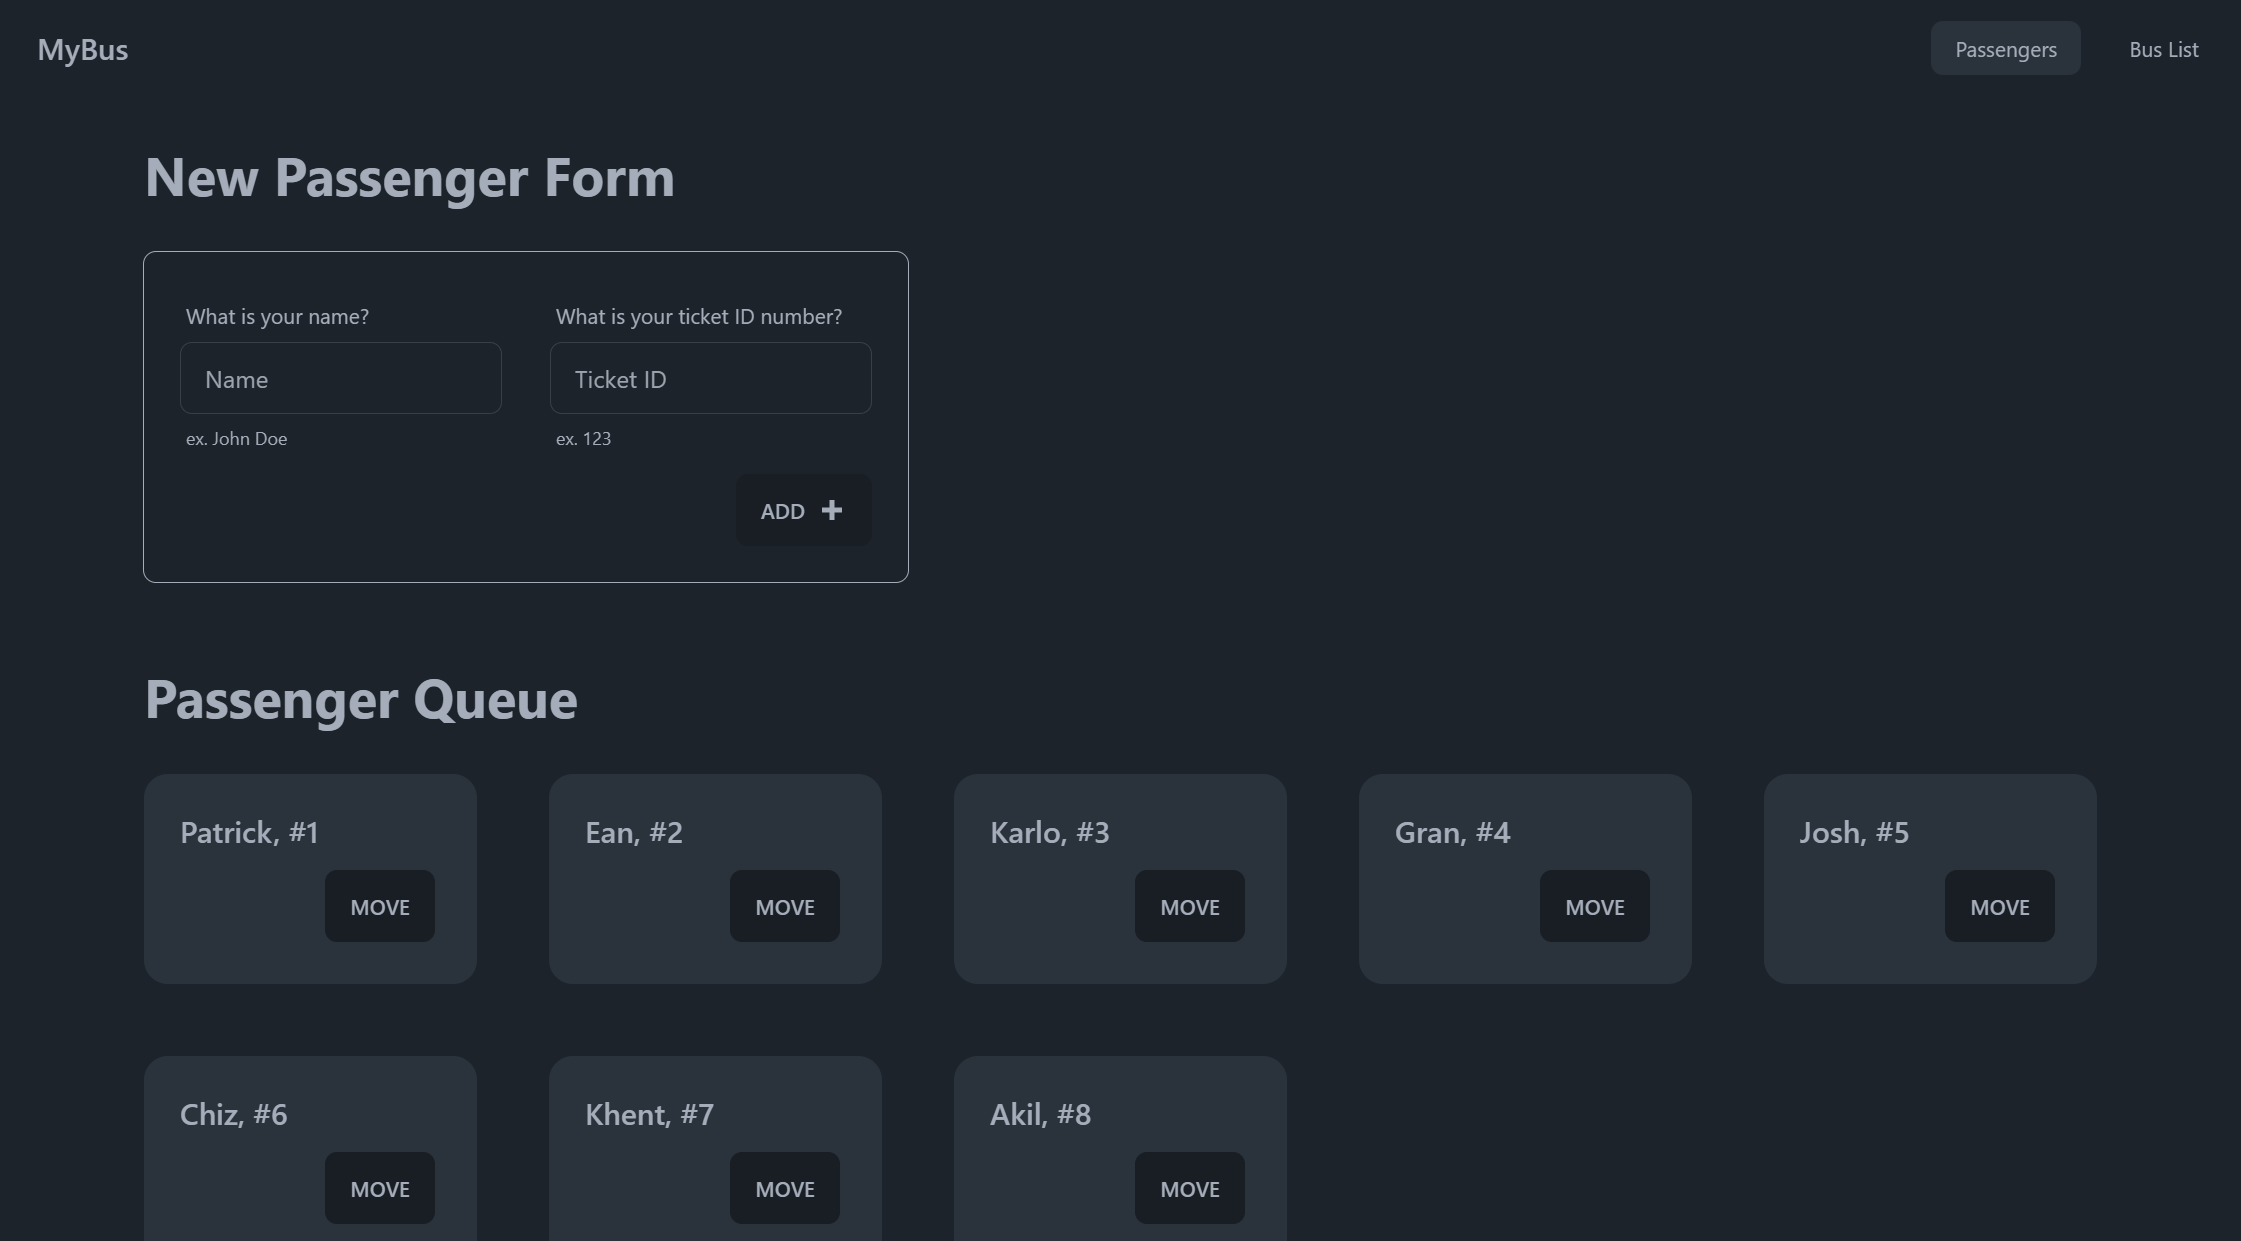 MyBus
Passengers
Bus List
New Passenger Form
What is your name?
What is your ticket ID number?
Name
Ticket ID
ex. John Doe
ex. 123
ADD
Passenger Queue
Patrick, #1
Ean, #2
Karlo, #3
Gran, #4
Josh, #5
MOVE
MOVE
MOVE
MOVE
MOVE
Chiz, #6
Khent, #7
Akil, #8
MOVE
MOVE
MOVE